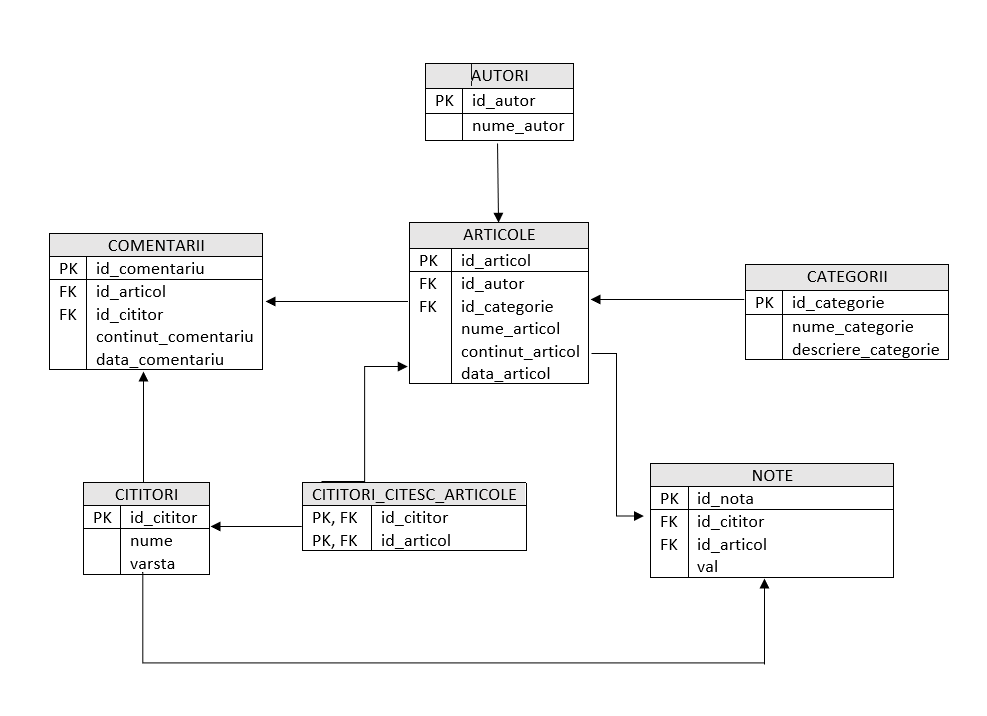 AUTORI
PK id_autor
nume_autor
COMENTARII
PK id_comentariu
FK id_articol
FK id_cititor
continut_comentariu
data_comentariu
ARTICOLE
PK id_articol
FK id_autor
FK id_categorie
nume_articol
continut_articol
data_articol
CATEGORII
PK id_categorie
nume_categorie
descriere_categorie
CITITORI
PK id_cititor
nume
varsta
CITITORI_CITESC_ARTICOLE
PK, FK id_cititor
PK, FK id_articol
NOTE
PK id_nota
FK id_cititor
FK id_articol
val